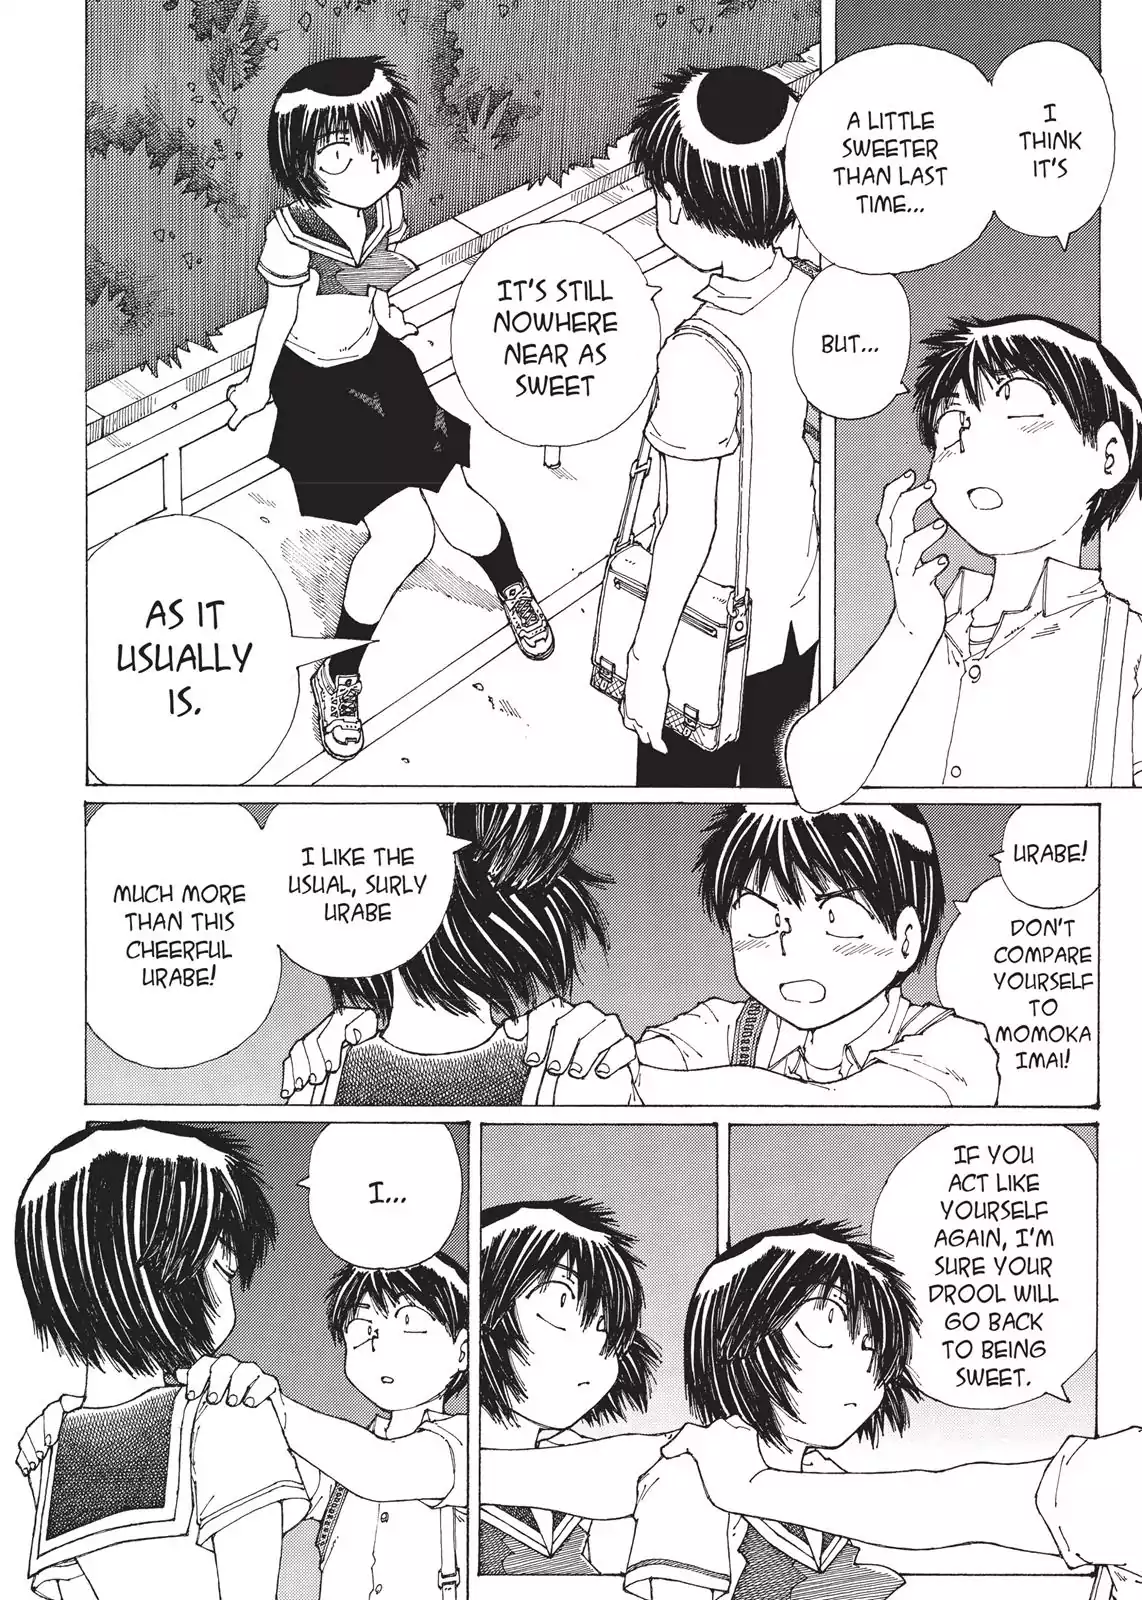 I
THINK
IT'S
A LITTLE
SWEETER
THAN LAST
TIME...
BUT...
IT'S STILL
NOWHERE
NEAR AS
SWEET
AS IT
USUALLY
IS.
URABE!
DON'T
COMPARE
YOURSELF
TO
MOMOKA
IMAI!
I LIKE THE
USUAL, SURLY
URABE
MUCH MORE
THAN THIS
CHEERFUL
URABE!
IF YOU
ACT LIKE
YOURSELF
AGAIN, I'M
SURE YOUR
DROOL WILL
GO BACK
TO BEING
SWEET.
I...